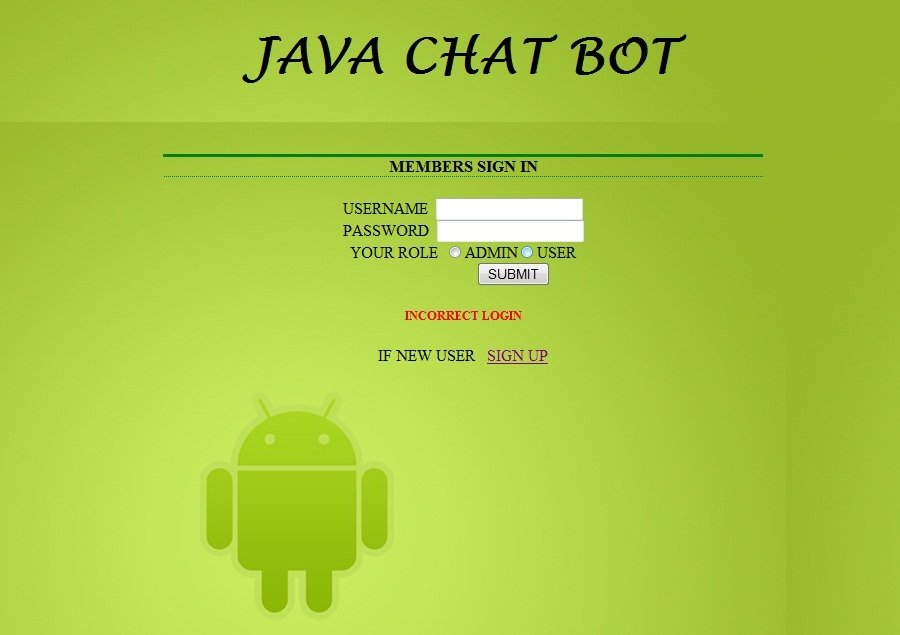 JAVA CHAT BOT
MEMBERS SIGN IN
USERNAME
PASSWORD
YOUR ROLE ADMIN USER
SUBMIT
INCORRECT LOGIN
IF NEW USER SIGN UP